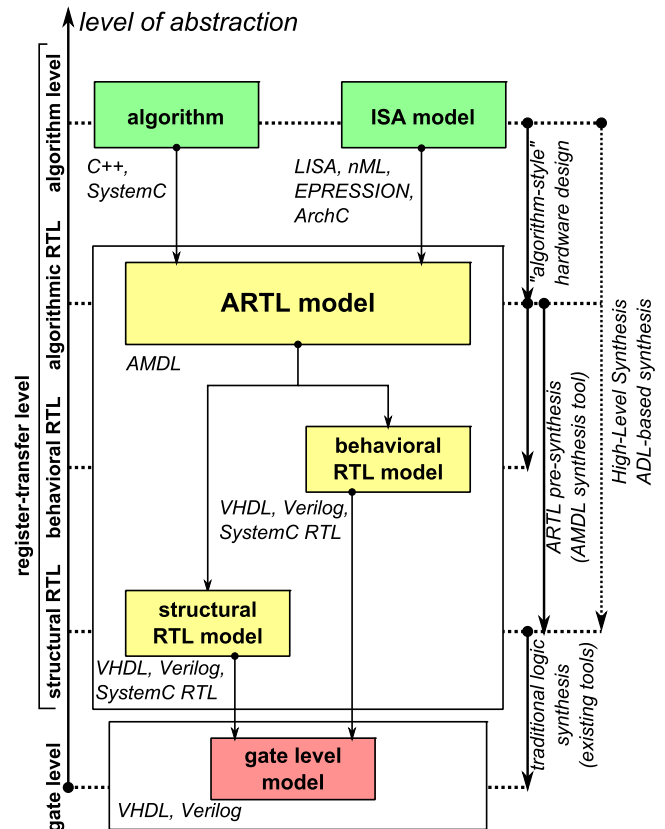 level of abstraction
algorithm level
algorithm
ISA model
C++,
SystemC
LISA, nML,
EPRESSION,
ArchC
"algorithm-style"
hardware design
algorithmic RTL
ARTL model
AMDL
High-Level Synthesis
ADL-based synthesis
register-transfer level
behavioral RTL
behavioral
RTL model
VHDL, Verilog,
SystemC RTL
ARTL pre-synthesis
(AMDL synthesis tool)
structural RTL
structural
RTL model
VHDL, Verilog,
SystemC RTL
traditional logic
synthesis
(existing tools)
gate level
gate level
model
VHDL, Verilog